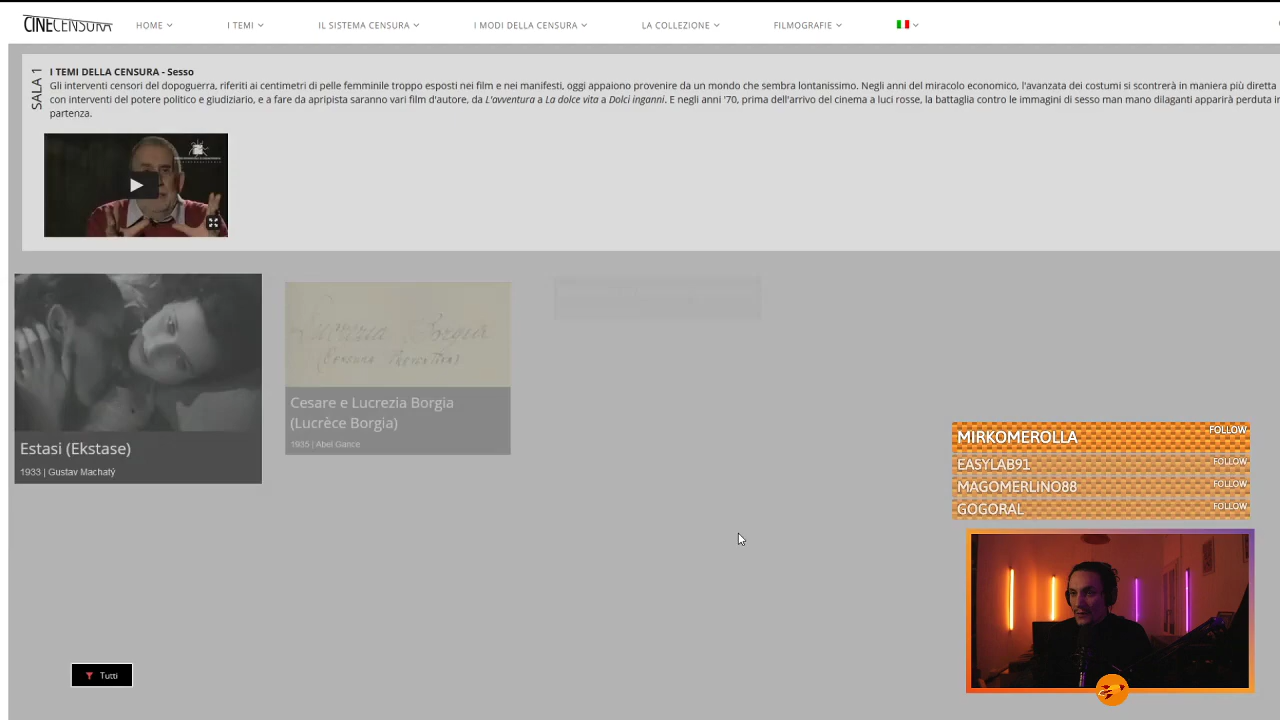 CINECENSURA
HOME
I TEMI
IL SISTEMA CENSURA
I MODI DELLA CENSURA
LA COLLEZIONE
FILMOGRAFIE
SALA 1
I TEMI DELLA CENSURA - Sesso
Gli interventi censori del dopoguerra, riferiti ai centimetri di pelle femminile troppo esposti nei film e nei manifesti, oggi appaiono provenire da un mondo che sembra lontanissimo. Negli anni del miracolo economico, l'avanzata dei costumi si scontrerà in maniera più diretta
con interventi del potere politico e giudiziario, e a fare da apripista saranno vari film d'autore, da L'avventura a La dolce vita a Dolci inganni. E negli anni '70, prima dell'arrivo del cinema a luci rosse, la battaglia contro le immagini di sesso man mano dilaganti apparirà perduta in
partenza.
Lucrezia Borgia
Estasi (Ekstase)
1933 | Gustav Machatý
Cesare e Lucrezia Borgia
(Lucrèce Borgia)
1935 | Abel Gance
MIRKOMEROLLA FOLLOW
EASYLAB91 FOLLOW
MAGOMERLINO88 FOLLOW
GOGORAL FOLLOW
Tutti